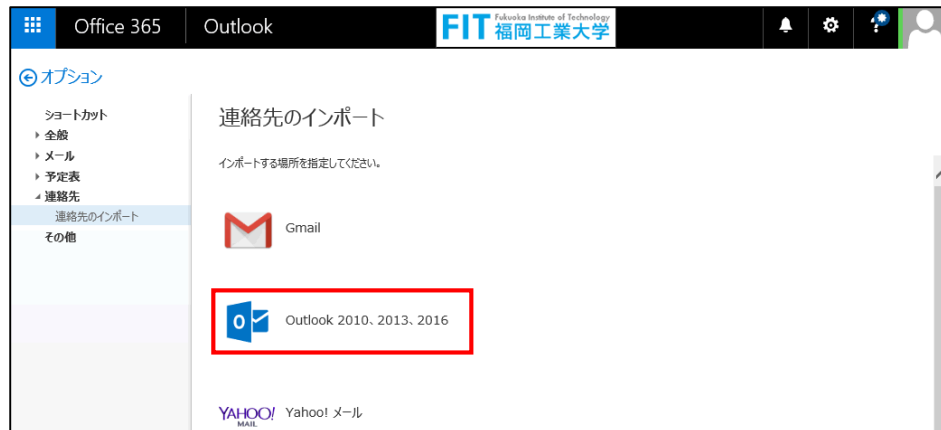 Office 365 Outlook FIT Fukuoka Institute of Technology 福岡工業大学
オプション
ショートカット
全般
メール
予定表
連絡先
連絡先のインポート
その他
連絡先のインポート
インポートする場所を指定してください。
Gmail
Outlook 2010、2013、2016
YAHOO! MAIL Yahoo! メール